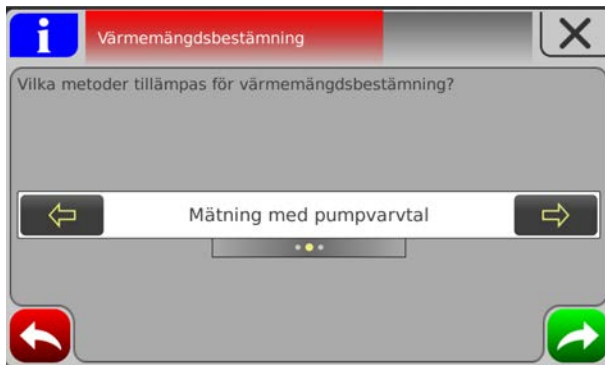 i
Värmemängdsbestämning
Vilka metoder tillämpas för värmemängdsbestämning?
Mätning med pumpvarvtal